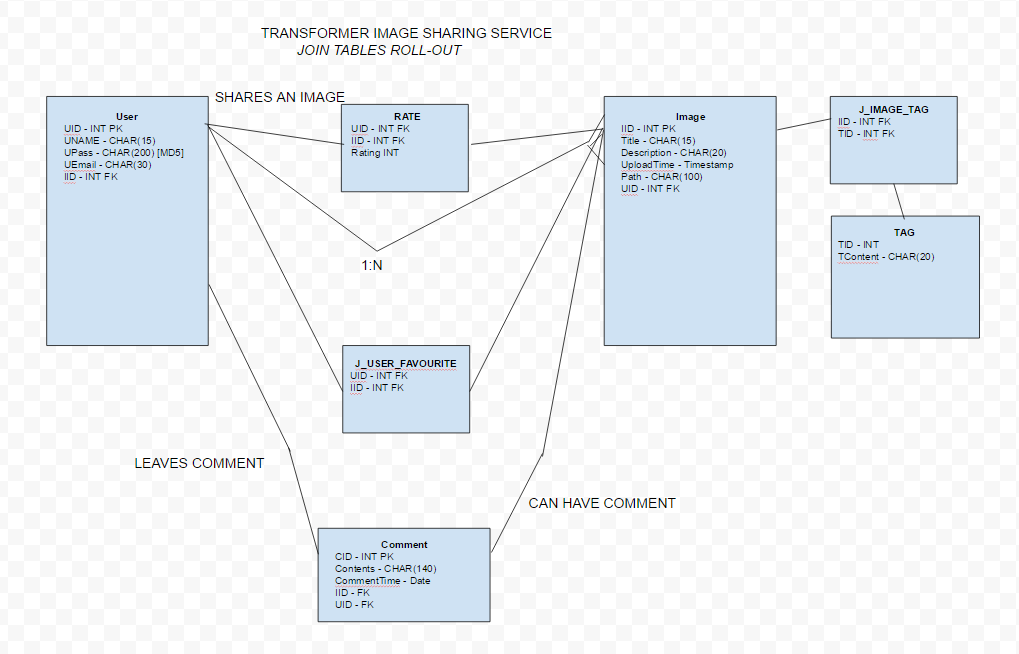 TRANSFORMER IMAGE SHARING SERVICE
JOIN TABLES ROLL-OUT
SHARES AN IMAGE
User
UID - INT PK
UNAME - CHAR(15)
UPass - CHAR(200) [MD5]
UEmail - CHAR(30)
IID - INT FK
RATE
UID - INT FK
IID - INT FK
Rating INT
Image
IID - INT PK
Title - CHAR(15)
Description - CHAR(20)
UploadTime - Timestamp
Path - CHAR(100)
UID - INT FK
J_IMAGE_TAG
IID - INT FK
TID - INT FK
TAG
TID - INT
TContent - CHAR(20)
1:N
J_USER_FAVOURITE
UID - INT FK
IID - INT FK
LEAVES COMMENT
CAN HAVE COMMENT
Comment
CID - INT PK
Contents - CHAR(140)
CommentTime - Date
IID - FK
UID - FK